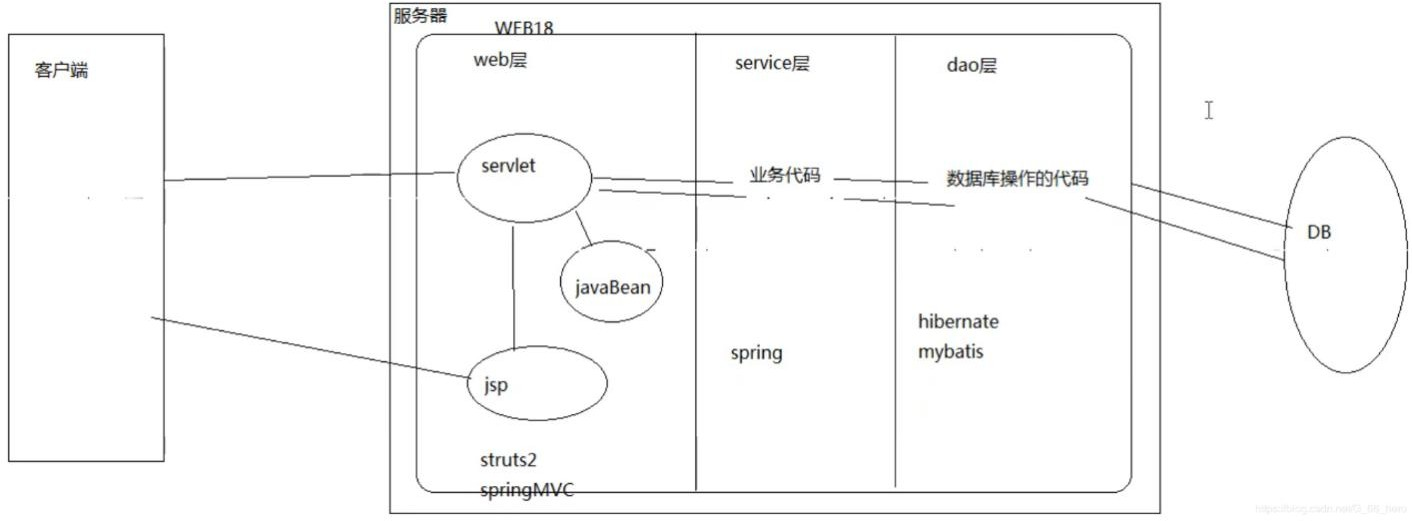 服务器
WEB18
客户端
web层
service层
dao层
servlet
业务代码
数据库操作的代码
DB
javaBean
hibernate
mybatis
spring
jsp
struts2
springMVC